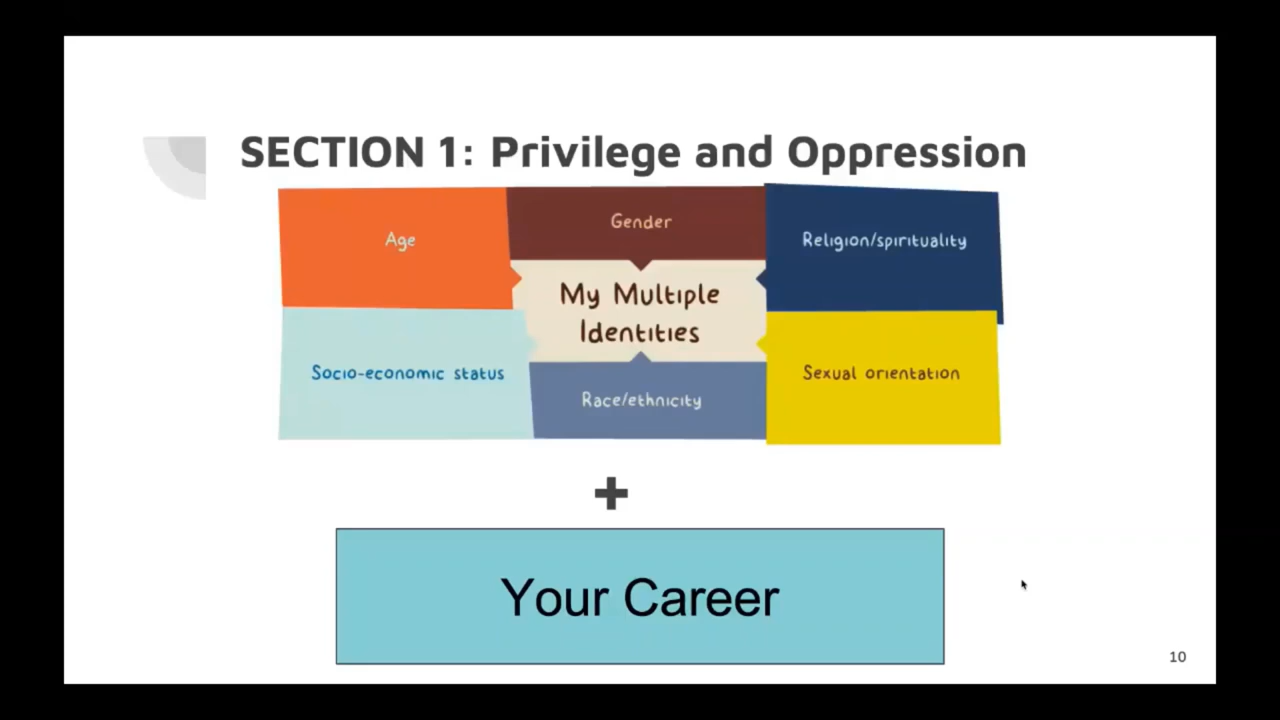 SECTION 1: Privilege and Oppression
Age
Gender
Religion/spirituality
My Multiple
Identities
Socio-economic status
Race/ethnicity
Sexual orientation
+
Your Career
10